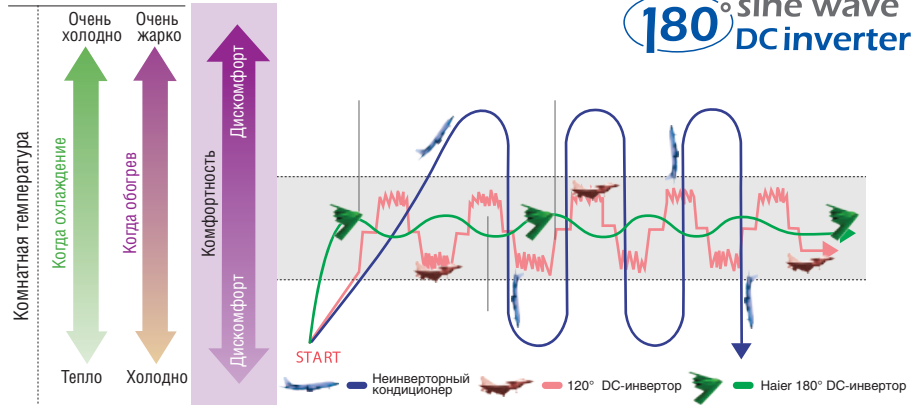 Очень холодно
Очень жарко
180° sine wave
DC inverter
Комнатная температура
Когда охлаждение
Когда обогрев
Комфортность
Дискомфорт
Дискомфорт
START
Тепло
Холодно
Неинверторный
кондиционер
120° DC-инвертор
Haier 180° DC-инвертор